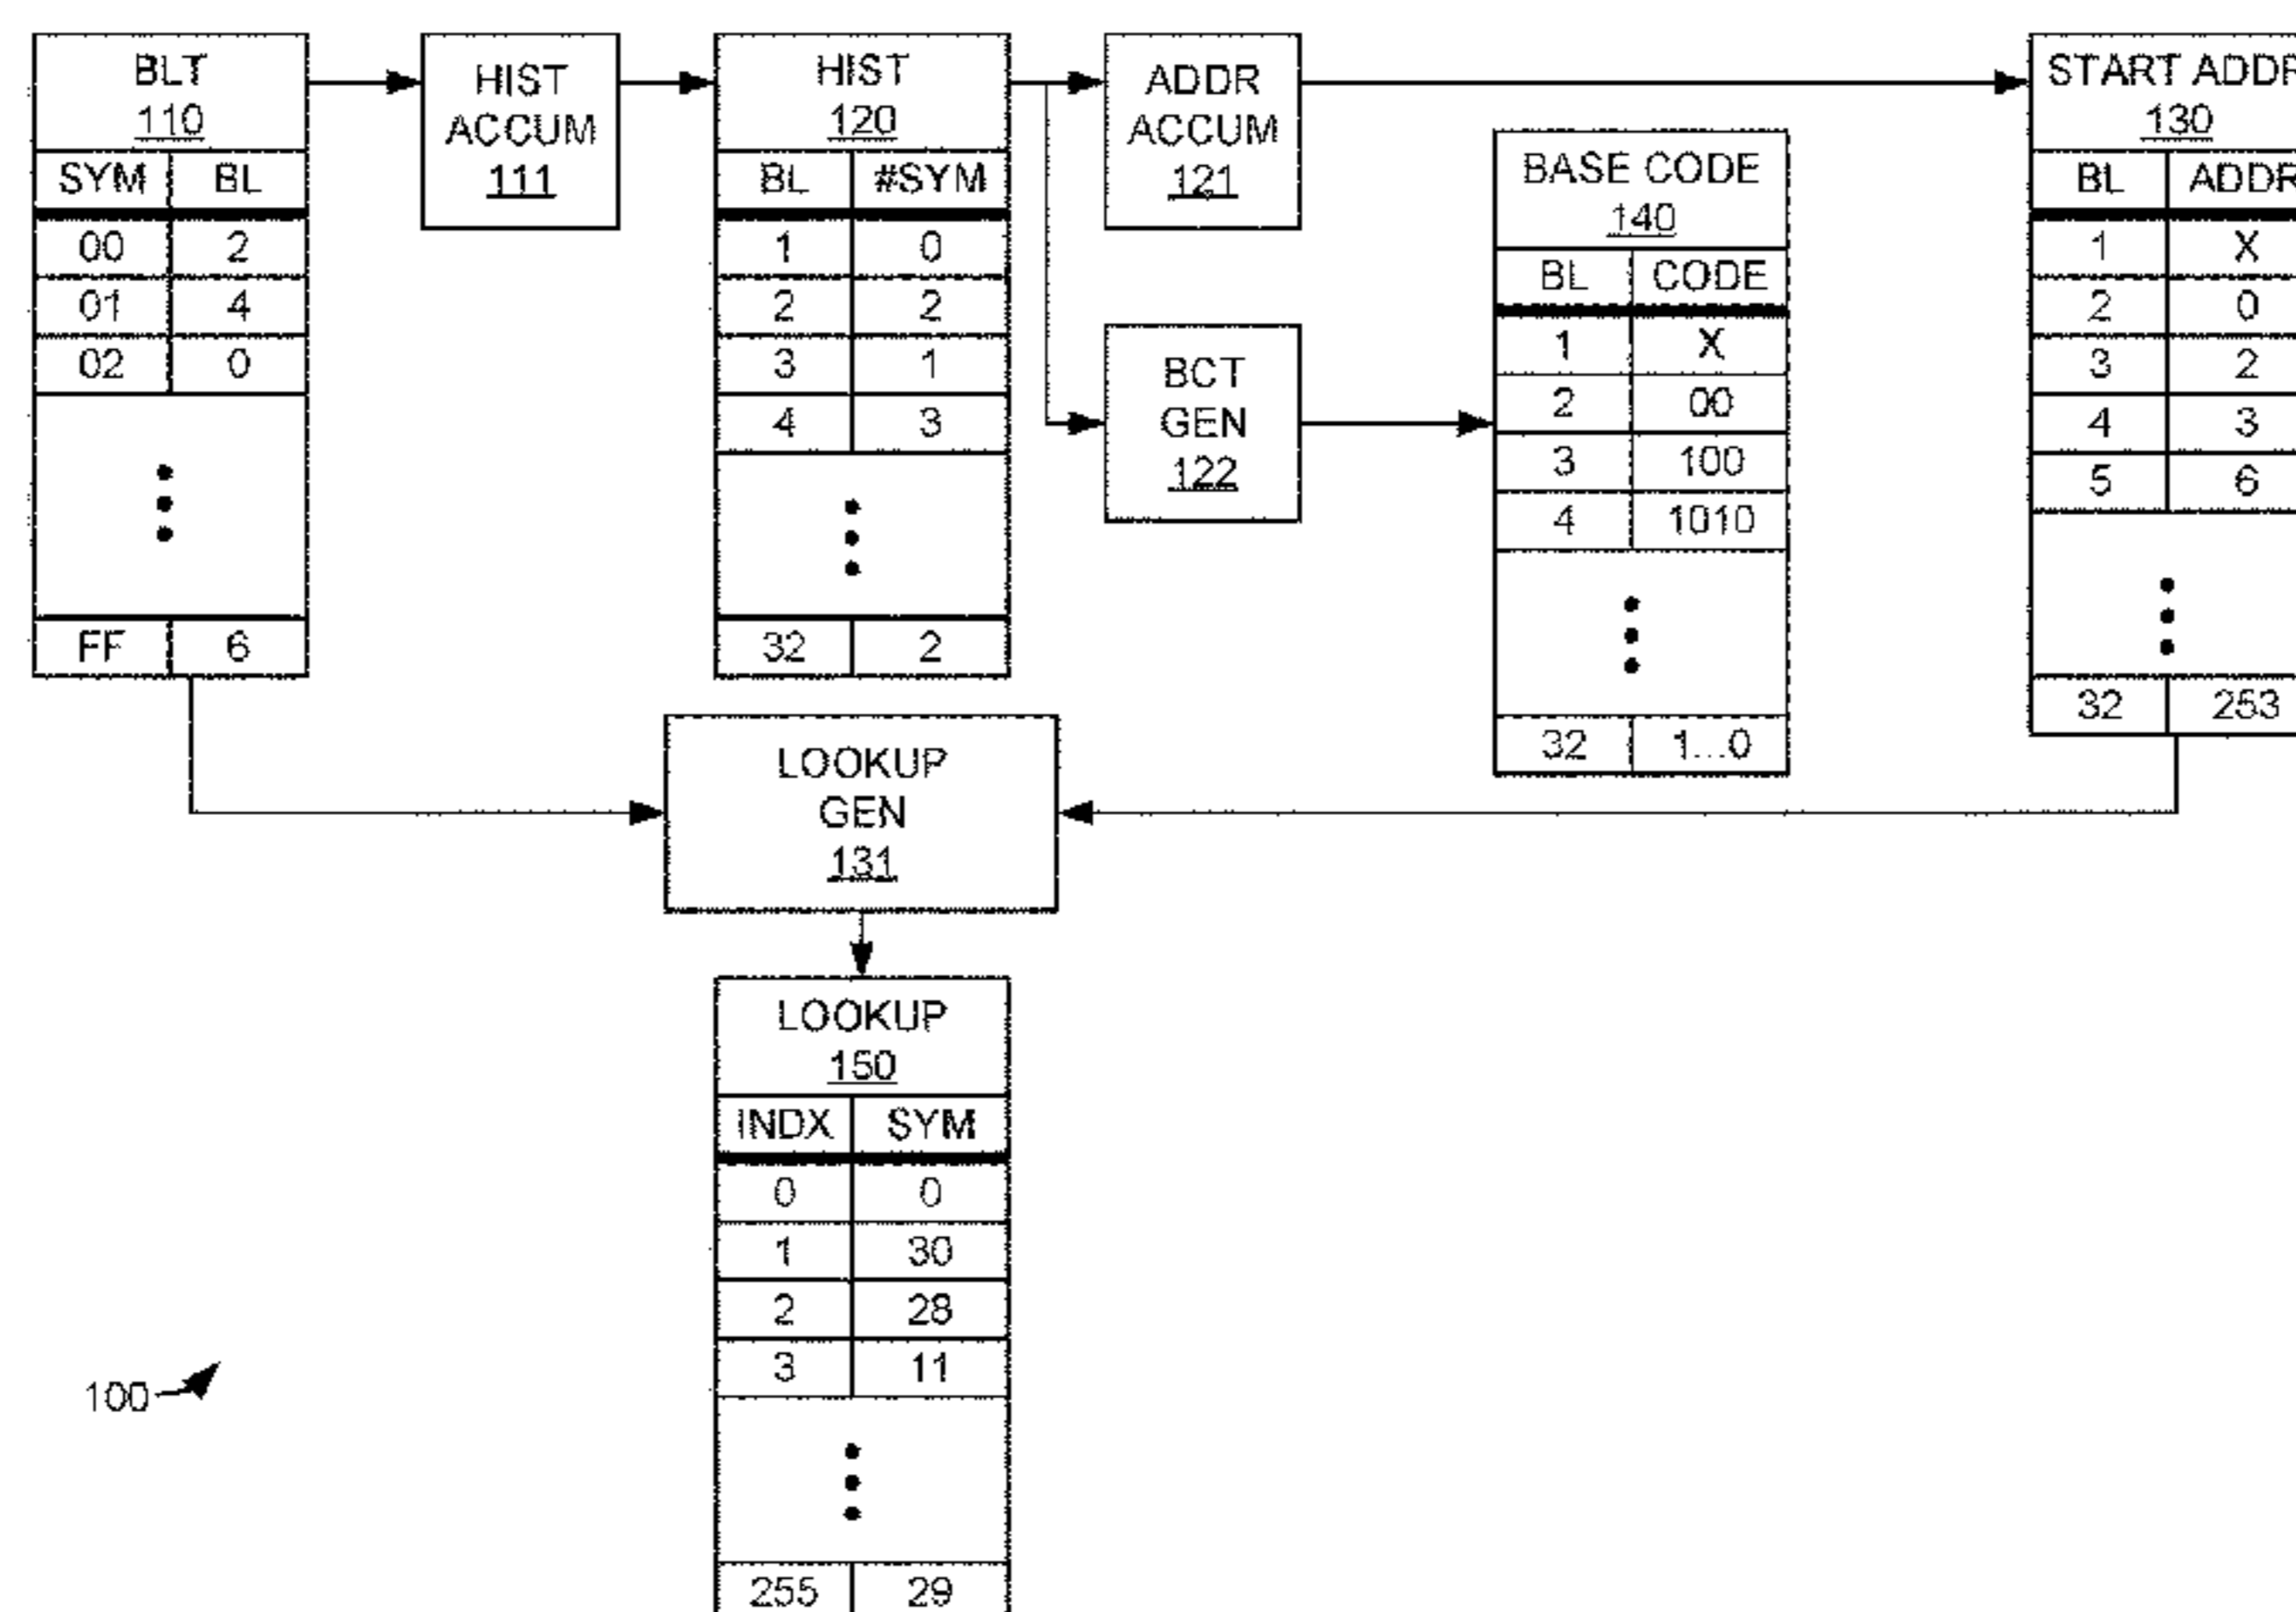 BLT
110
SYM BL
00 2
01 4
02 0
FF 6
HIST
ACCUM
111
HIST
120
BL #SYM
1 0
2 2
3 1
4 3
32 2
ADDR
ACCUM
121
BCT
GEN
122
BASE CODE
140
BL CODE
1 X
2 00
3 100
4 1010
32 1...0
START ADDR
130
BL ADDR
1 X
2 0
3 2
4 3
5 6
32 253
LOOKUP
GEN
131
LOOKUP
150
INDX SYM
0 0
1 30
2 28
3 11
255 29
100